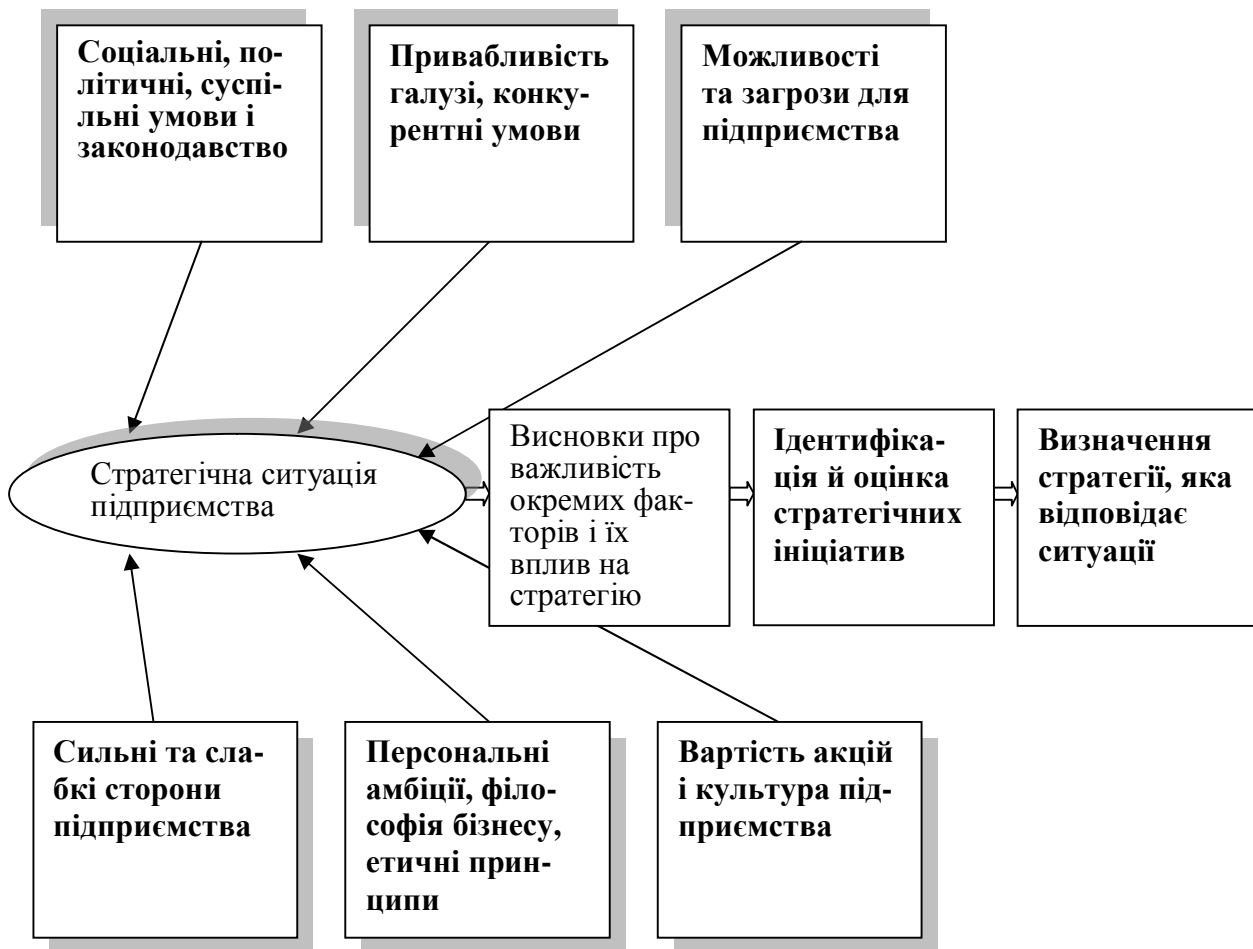 Соціальні, по-
літичні, суспі-
льні умови і
законодавство
Привабливість
галузі, конку-
рентні умови
Можливості
та загрози для
підприємства
Стратегічна ситуація
підприємства
Висновки про
важливість
окремих фак-
торів і їх
вплив на
стратегію
Ідентифіка-
ція й оцінка
стратегічних
ініціатив
Визначення
стратегії, яка
відповідає
ситуації
Сильні та сла-
бкі сторони
підприємства
Персональні
амбіції, філо-
софія бізнесу,
етичні прин-
ципи
Вартість акцій
і культура під-
приємства